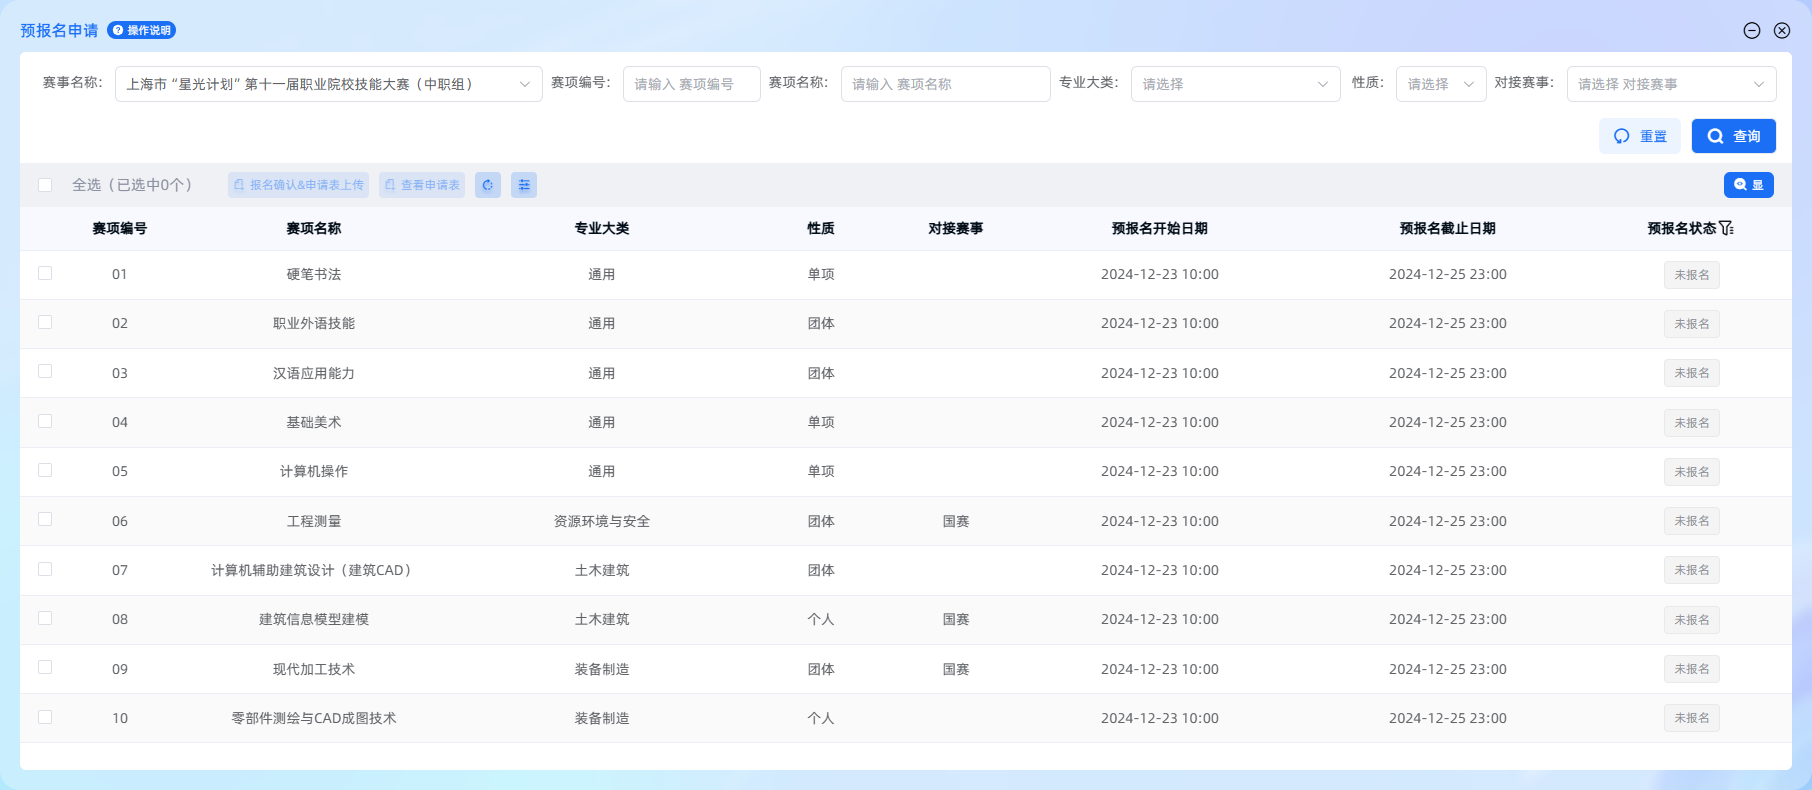 预报名申请 操作说明
赛事名称： 上海市“星光计划”第十一届职业院校技能大赛（中职组） 赛项编号： 请输入 赛项编号 赛项名称： 请输入 赛项名称 专业大类： 请选择 性质： 请选择 对接赛事： 请选择 对接赛事
重置 查询
全选（已选中0个） 报名确认&申请表上传 查看申请表 显
赛项编号 赛项名称 专业大类 性质 对接赛事 预报名开始日期 预报名截止日期 预报名状态
01 硬笔书法 通用 单项 2024-12-23 10:00 2024-12-25 23:00 未报名
02 职业外语技能 通用 团体 2024-12-23 10:00 2024-12-25 23:00 未报名
03 汉语应用能力 通用 团体 2024-12-23 10:00 2024-12-25 23:00 未报名
04 基础美术 通用 单项 2024-12-23 10:00 2024-12-25 23:00 未报名
05 计算机操作 通用 单项 2024-12-23 10:00 2024-12-25 23:00 未报名
06 工程测量 资源环境与安全 团体 国赛 2024-12-23 10:00 2024-12-25 23:00 未报名
07 计算机辅助建筑设计（建筑CAD） 土木建筑 团体 2024-12-23 10:00 2024-12-25 23:00 未报名
08 建筑信息模型建模 土木建筑 个人 国赛 2024-12-23 10:00 2024-12-25 23:00 未报名
09 现代加工技术 装备制造 团体 国赛 2024-12-23 10:00 2024-12-25 23:00 未报名
10 零部件测绘与CAD成图技术 装备制造 个人 2024-12-23 10:00 2024-12-25 23:00 未报名